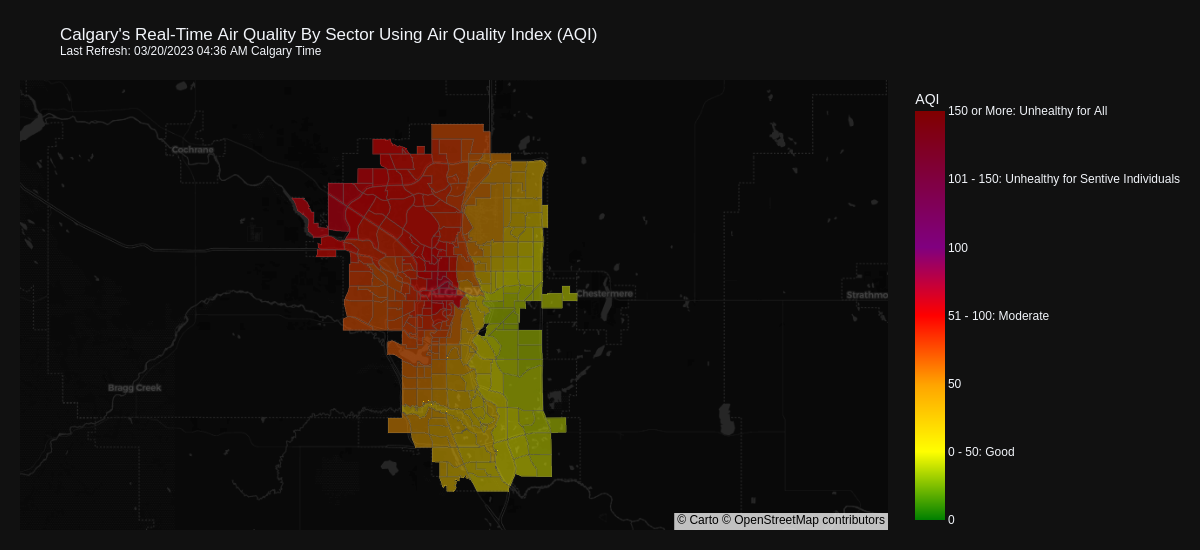 Calgary's Real-Time Air Quality By Sector Using Air Quality Index (AQI)
Last Refresh: 03/20/2023 04:36 AM Calgary Time
AQI
150 or More: Unhealthy for All
Cochrane
101 - 150: Unhealthy for Sentive Individuals
100
CALGARY
Chestermere
Strathmo
51 - 100: Moderate
Bragg Creek
50
0 - 50: Good
© Carto © OpenStreetMap contributors
0